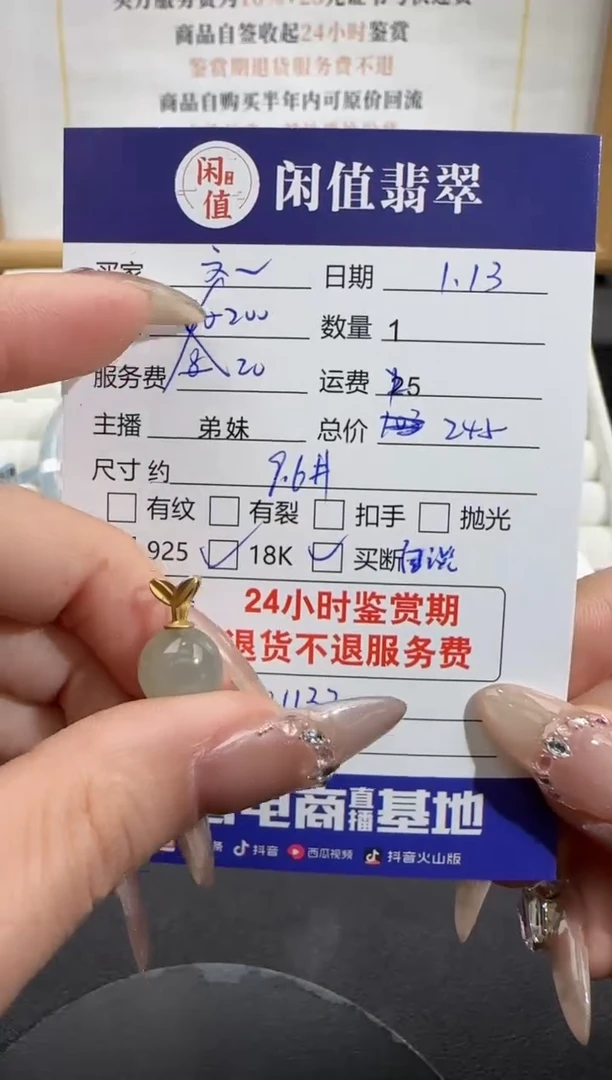 商品自签收起24小时鉴赏
鉴赏期退货服务费不退
商品自购买半年内可原价回流
闲值 闲值翡翠
买家 日期 1.13
200 数量 1
服务费 20 运费 25
主播 弟妹 总价 245
尺寸 约 9.6#
有纹 有裂 扣手 抛光
925 18K 买断
24小时鉴赏期
退货不退服务费
电商直播基地
条 抖音 西瓜视频 抖音火山版